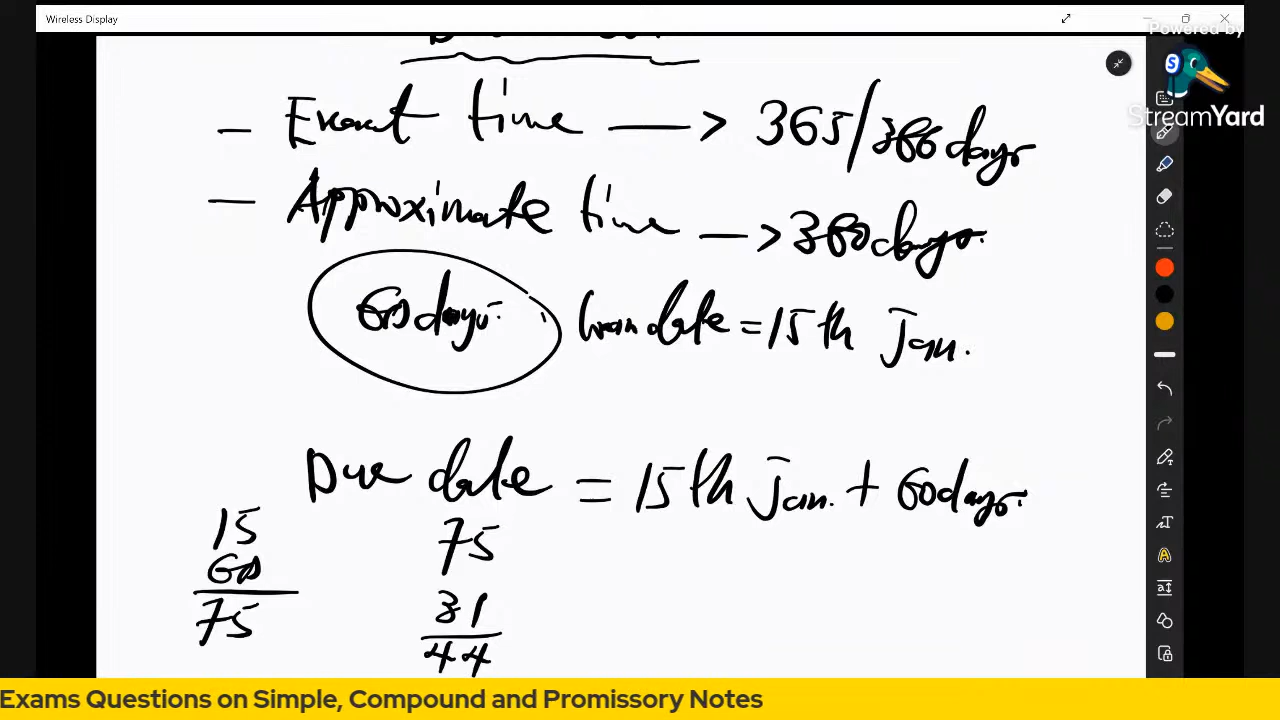 Wireless Display
Powered by
StreamYard
– Exact time → 365/366 days
– Approximate time → 360 days.
60 days. loan date = 15th Jan.
Due date = 15th Jan. + 60 days.
15
60
75
75
31
44
Exams Questions on Simple, Compound and Promissory Notes